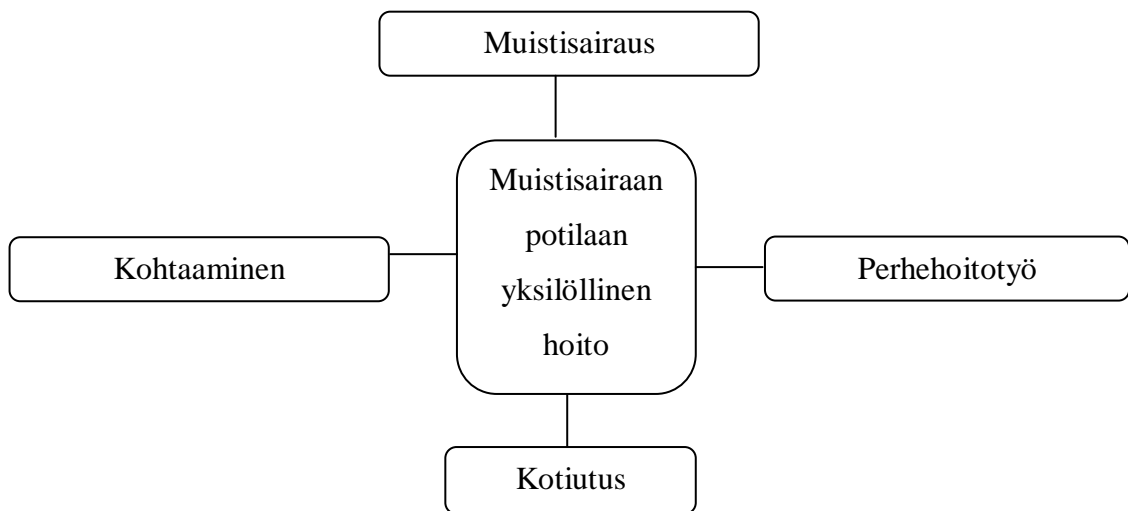 Muistisairaus
Muistisairaan
potilaan
yksilöllinen
hoito
Kohtaaminen
Perhehoitotyö
Kotiutus